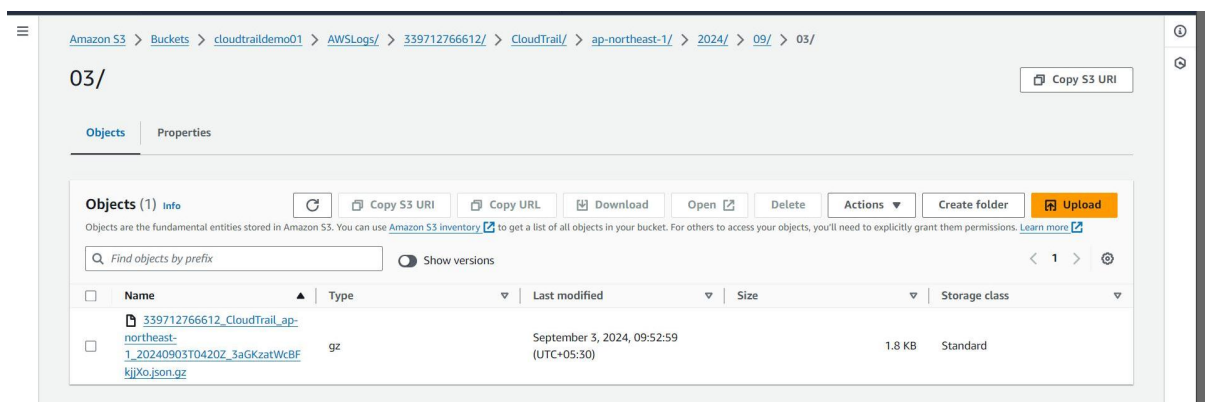 Amazon S3 > Buckets > cloudtraildemo01 > AWSLogs/ > 339712766612/ > CloudTrail/ > ap-northeast-1/ > 2024/ > 09/ > 03/
03/
Copy S3 URI
Objects
Properties
Objects (1) Info
Copy S3 URI
Copy URL
Download
Open
Delete
Actions
Create folder
Upload
Objects are the fundamental entities stored in Amazon S3. You can use Amazon S3 inventory to get a list of all objects in your bucket. For others to access your objects, you'll need to explicitly grant them permissions. Learn more
Find objects by prefix
Show versions
< 1 >
Name
Type
Last modified
Size
Storage class
339712766612_CloudTrail_ap-
northeast-
1_20240903T0420Z_3aGKzatWcBF
kjjXo.json.gz
gz
September 3, 2024, 09:52:59
(UTC+05:30)
1.8 KB
Standard